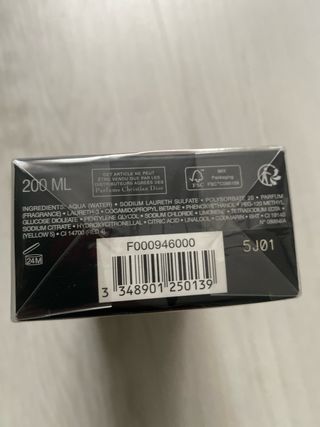 200 ML
CET ARTICLE NE PEUT
ÊTRE VENDU QUE PAR LES
DISTRIBUTEURS AGRÉÉS DES
Parfums Christian Dior
FSC
MIX
Packaging
INGREDIENTS: AQUA (WATER) • SODIUM LAURETH SULFATE • POLYSORBATE 20 • PARFUM
(FRAGRANCE) • LAURETH-3 • COCAMIDOPROPYL BETAINE • PHENOXYETHANOL • PEG-120 METHYL
GLUCOSE DIOLEATE • PENTYLENE GLYCOL • SODIUM CHLORIDE • LIMONENE • TETRASODIUM EDTA •
SODIUM CITRATE • HYDROXYCITRONELLAL • CITRIC ACID • LINALOOL • COUMARIN • BHT • CI 19140
(YELLOW 5) • CI 14700 (RED 4)
24M
F000946000
3 348901 250139
5J01